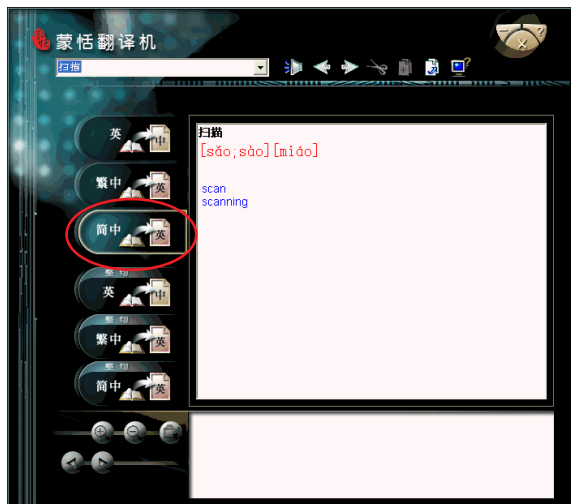 蒙恬翻译机
扫描
英 中
繁中 英
简中 英
整句
英 中
整句
繁中 英
整句
简中 英
扫描
[sǎo;sào][miáo]
scan
scanning